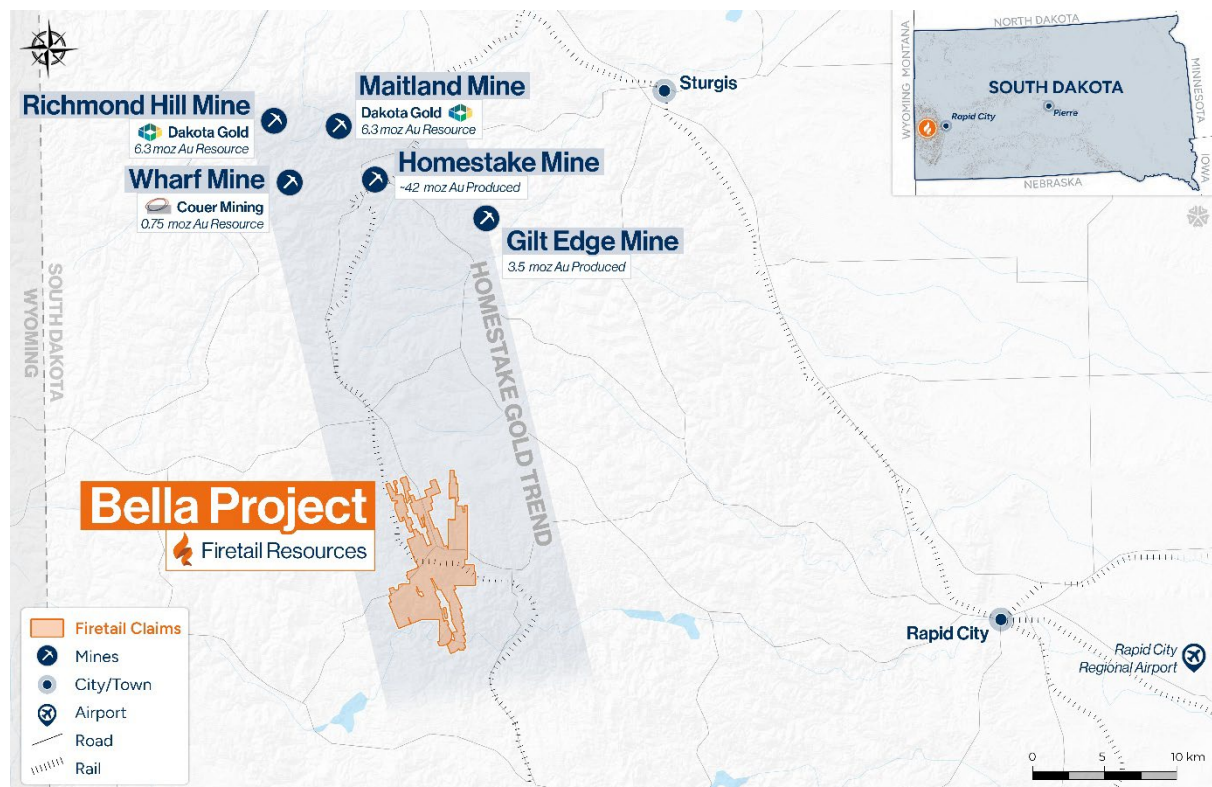 Richmond Hill Mine
Dakota Gold
6.3 moz Au Resource
Maitland Mine
Dakota Gold
6.3 moz Au Resource
Wharf Mine
Couer Mining
0.75 moz Au Resource
Homestake Mine
~42 moz Au Produced
Gilt Edge Mine
3.5 moz Au Produced
Sturgis
NORTH DAKOTA
WYOMING MONTANA
SOUTH DAKOTA
Rapid City
Pierre
MINNESOTA
IOWA
NEBRASKA
WYOMING
SOUTH DAKOTA
HOMESTAKE GOLD TREND
Bella Project
Firetail Resources
Rapid City
Rapid City
Regional Airport
Firetail Claims
Mines
City/Town
Airport
Road
Rail
0 5 10 km